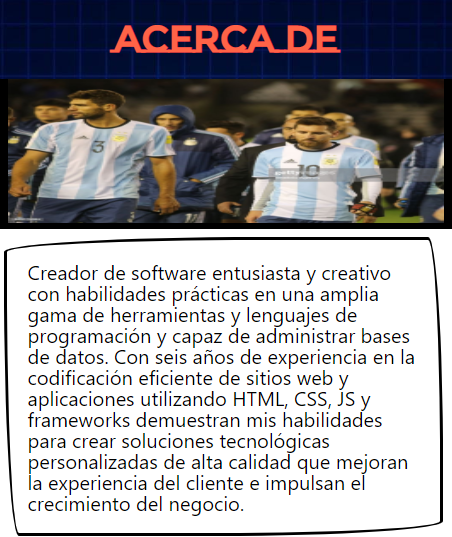 ACERCA DE
3
10
Creador de software entusiasta y creativo
con habilidades prácticas en una amplia
gama de herramientas y lenguajes de
programación y capaz de administrar bases
de datos. Con seis años de experiencia en la
codificación eficiente de sitios web y
aplicaciones utilizando HTML, CSS, JS y
frameworks demuestran mis habilidades
para crear soluciones tecnológicas
personalizadas de alta calidad que mejoran
la experiencia del cliente e impulsan el
crecimiento del negocio.